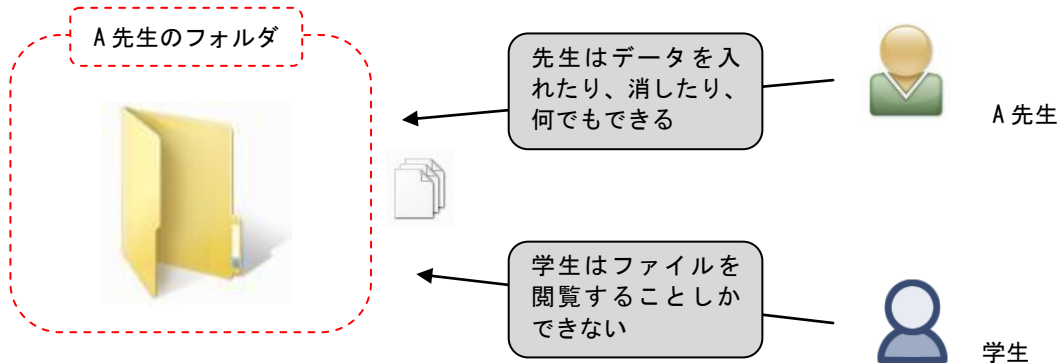 A先生のフォルダ
先生はデータを入
れたり、消したり、
何でもできる
A先生
学生はファイルを
閲覧することしか
できない
学生